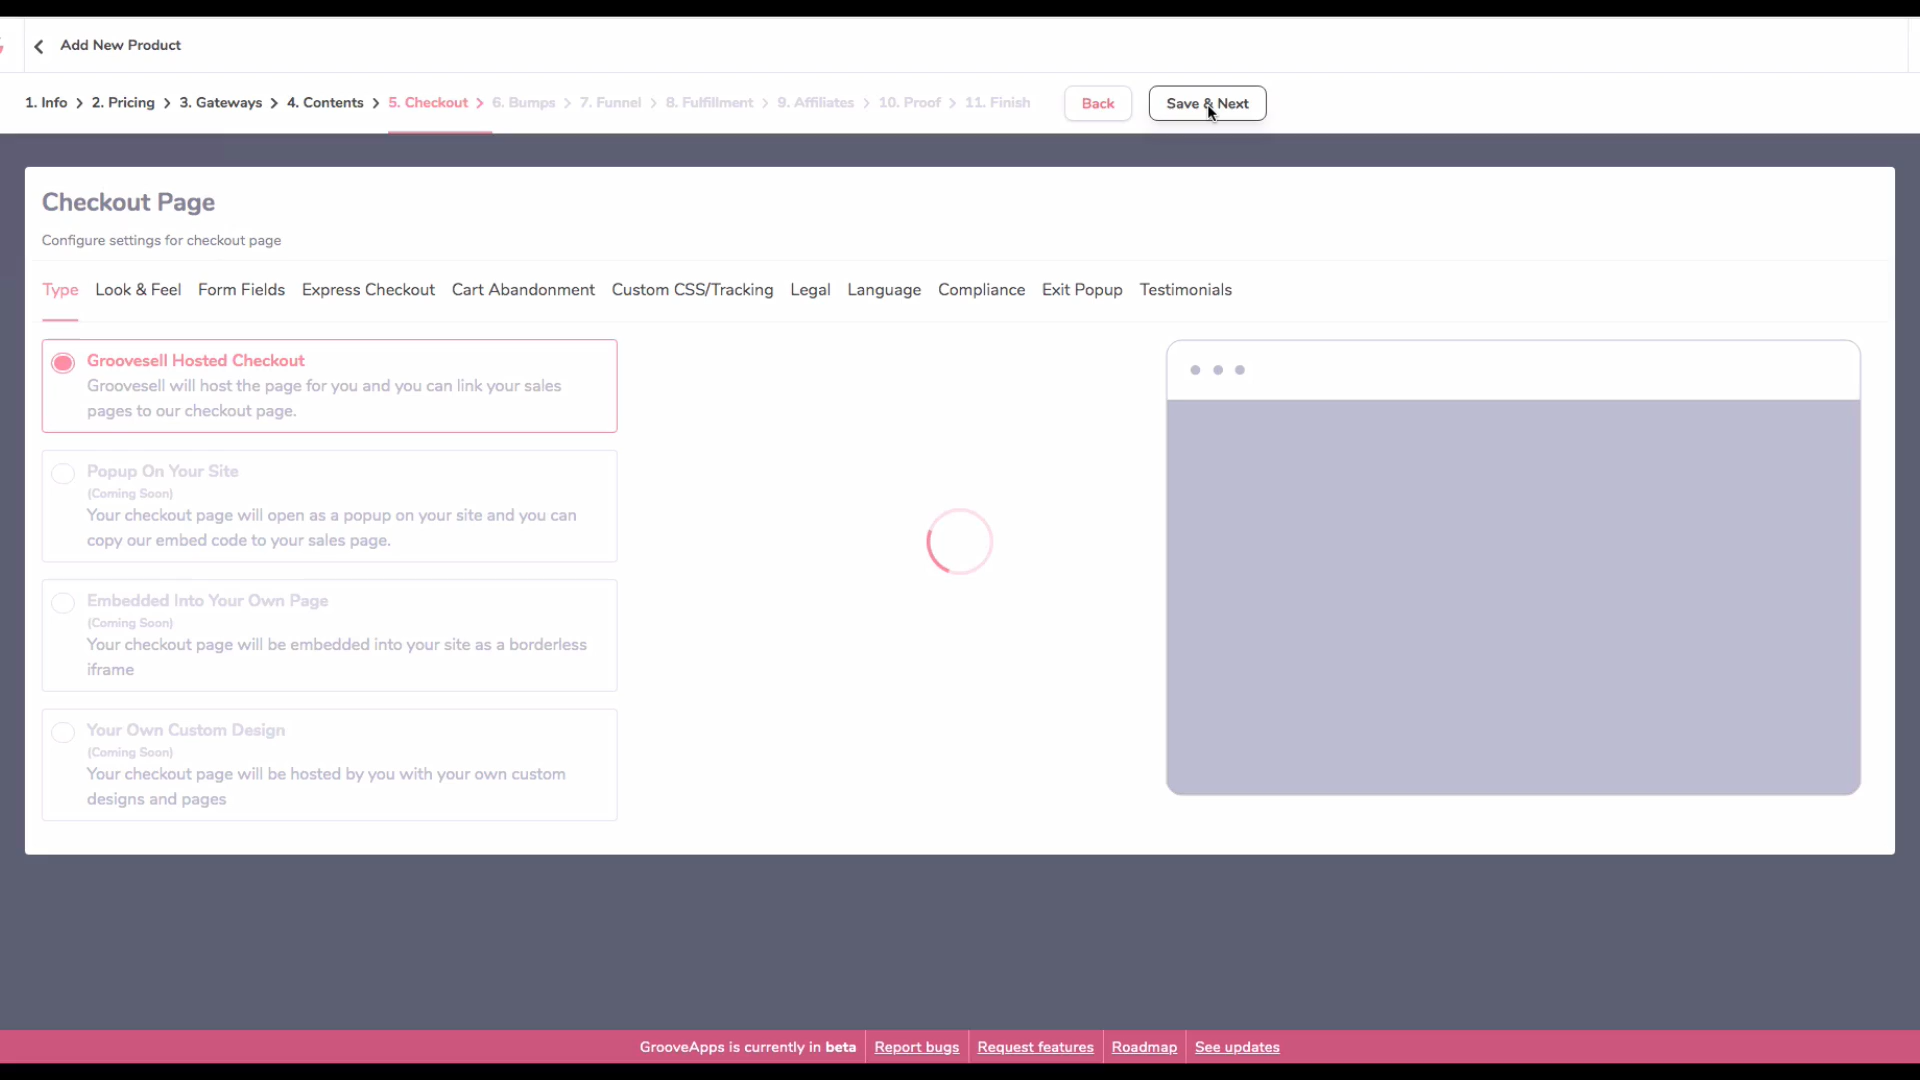 Add New Product
1. Info > 2. Pricing > 3. Gateways > 4. Contents > 5. Checkout > 6. Bumps > 7. Funnel > 8. Fulfillment > 9. Affiliates > 10. Proof > 11. Finish Back Save & Next
Checkout Page
Configure settings for checkout page
Type Look & Feel Form Fields Express Checkout Cart Abandonment Custom CSS/Tracking Legal Language Compliance Exit Popup Testimonials
Groovesell Hosted Checkout
Groovesell will host the page for you and you can link your sales
pages to our checkout page.
Popup On Your Site
(Coming Soon)
Your checkout page will open as a popup on your site and you can
copy our embed code to your sales page.
Embedded Into Your Own Page
(Coming Soon)
Your checkout page will be embedded into your site as a borderless
iframe
Your Own Custom Design
(Coming Soon)
Your checkout page will be hosted by you with your own custom
designs and pages
GrooveApps is currently in beta Report bugs Request features Roadmap See updates